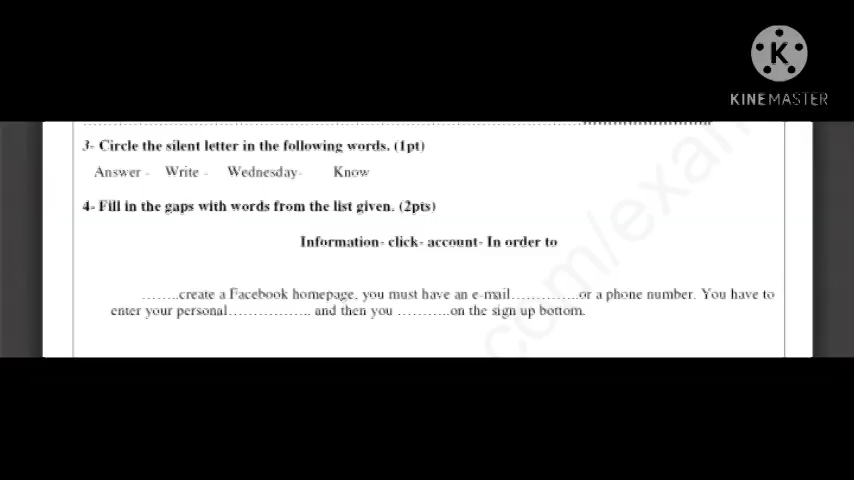 K
KINEMASTER
3- Circle the silent letter in the following words. (1pt)
Answer - Write - Wednesday- Know
4- Fill in the gaps with words from the list given. (2pts)
Information- click- account- In order to
........create a Facebook homepage, you must have an e-mail..............or a phone number. You have to
enter your personal................. and then you ...........on the sign up bottom.
com/exam